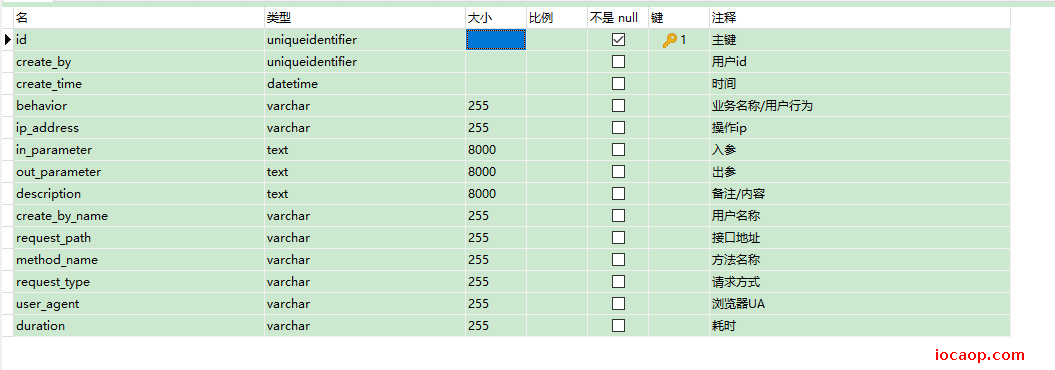 名 类型 大小 比例 不是 null 键 注释
id uniqueidentifier 1 主键
create_by uniqueidentifier 用户id
create_time datetime 时间
behavior varchar 255 业务名称/用户行为
ip_address varchar 255 操作ip
in_parameter text 8000 入参
out_parameter text 8000 出参
description text 8000 备注/内容
create_by_name varchar 255 用户名称
request_path varchar 255 接口地址
method_name varchar 255 方法名称
request_type varchar 255 请求方式
user_agent varchar 255 浏览器UA
duration varchar 255 耗时
iocaop.com